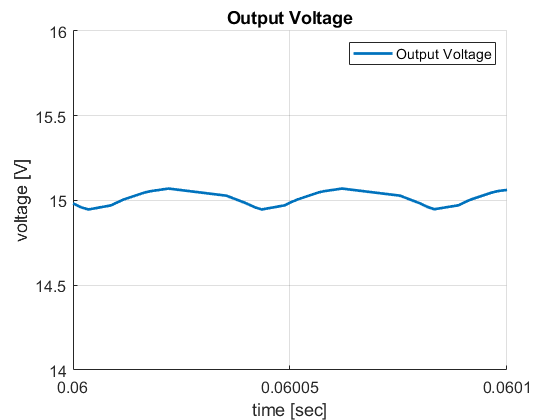 Output Voltage
Output Voltage
16
15.5
15
14.5
14
voltage [V]
0.06
0.06005
0.0601
time [sec]